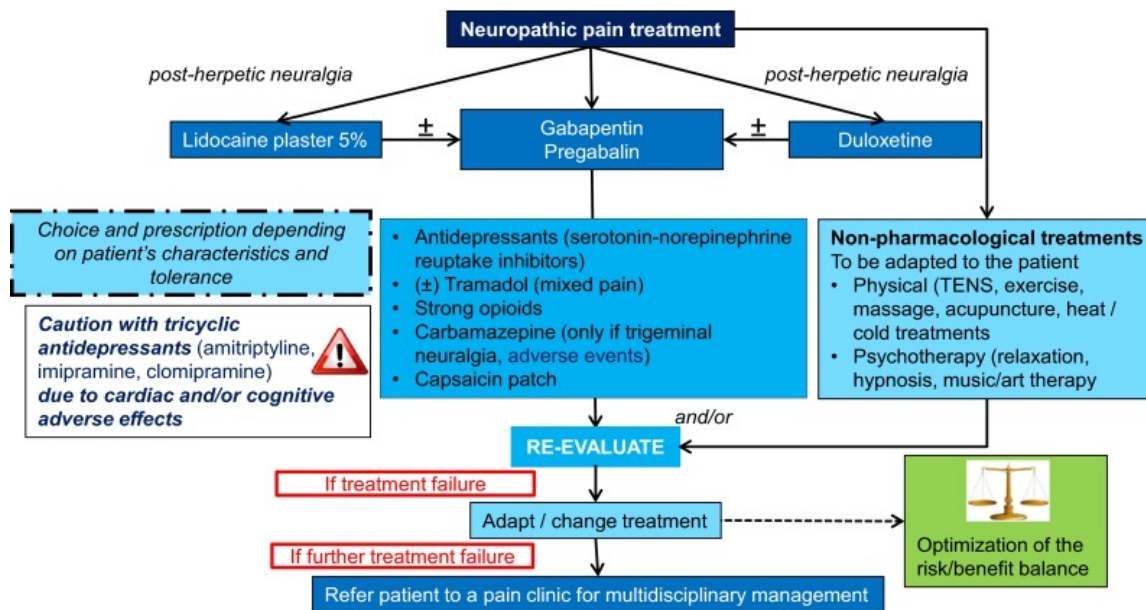 Neuropathic pain treatment
post-herpetic neuralgia
post-herpetic neuralgia
Lidocaine plaster 5%
±
Gabapentin
Pregabalin
±
Duloxetine
Choice and prescription depending
on patient's characteristics and
tolerance
Caution with tricyclic
antidepressants (amitriptyline,
imipramine, clomipramine)
due to cardiac and/or cognitive
adverse effects
!
• Antidepressants (serotonin-norepinephrine
reuptake inhibitors)
• (±) Tramadol (mixed pain)
• Strong opioids
• Carbamazepine (only if trigeminal
neuralgia, adverse events)
• Capsaicin patch
Non-pharmacological treatments
To be adapted to the patient
• Physical (TENS, exercise,
massage, acupuncture, heat /
cold treatments
• Psychotherapy (relaxation,
hypnosis, music/art therapy
and/or
RE-EVALUATE
If treatment failure
Adapt / change treatment
Optimization of the
risk/benefit balance
If further treatment failure
Refer patient to a pain clinic for multidisciplinary management